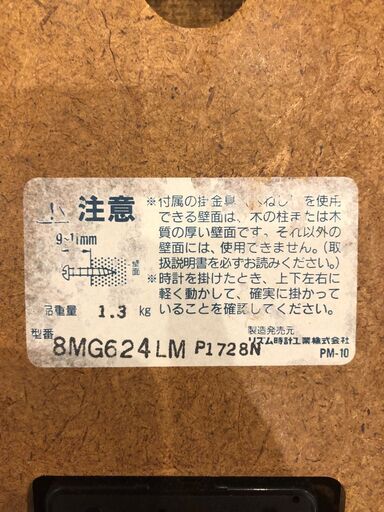 注意
※付属の掛金具 ねじ を使用
できる壁面は、木の柱または木
質の厚い壁面です。それ以外の
壁面には、使用できません。(取
扱説明書を必ずお読みください。)
※時計を掛けたとき、上下左右に
軽く動かして、確実に掛かって
いることを確認してください。
9~11mm
壁面
重量 1.3 kg
型番 8MG624LM P1728N
製造発売元
リズム時計工業株式会社
PM-10